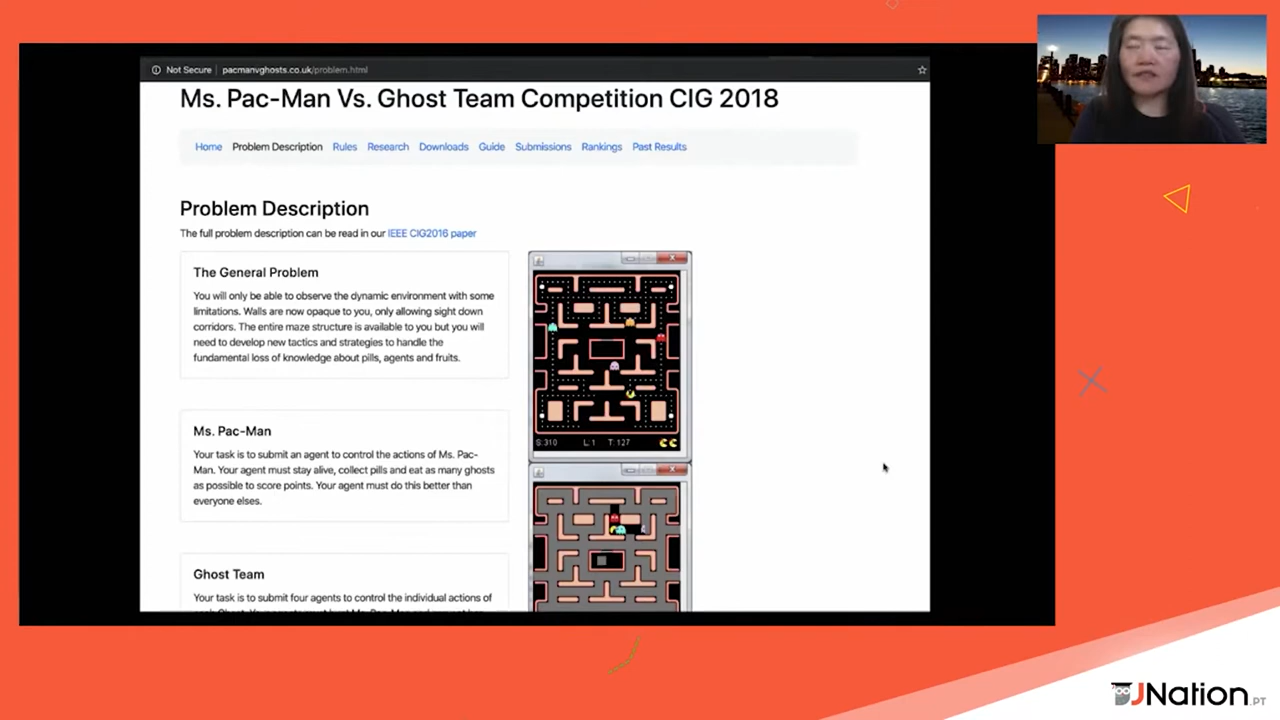 Not Secure | pacmanvghosts.co.uk/problem.html
Ms. Pac-Man Vs. Ghost Team Competition CIG 2018
Home Problem Description Rules Research Downloads Guide Submissions Rankings Past Results
Problem Description
The full problem description can be read in our IEEE CIG2016 paper
The General Problem
You will only be able to observe the dynamic environment with some
limitations. Walls are now opaque to you, only allowing sight down
corridors. The entire maze structure is available to you but you will
need to develop new tactics and strategies to handle the
fundamental loss of knowledge about pills, agents and fruits.
S:310 L:1 T:127
Ms. Pac-Man
Your task is to submit an agent to control the actions of Ms. Pac-
Man. Your agent must stay alive, collect pills and eat as many ghosts
as possible to score points. Your agent must do this better than
everyone elses.
Ghost Team
Your task is to submit four agents to control the individual actions of
JNation.PT